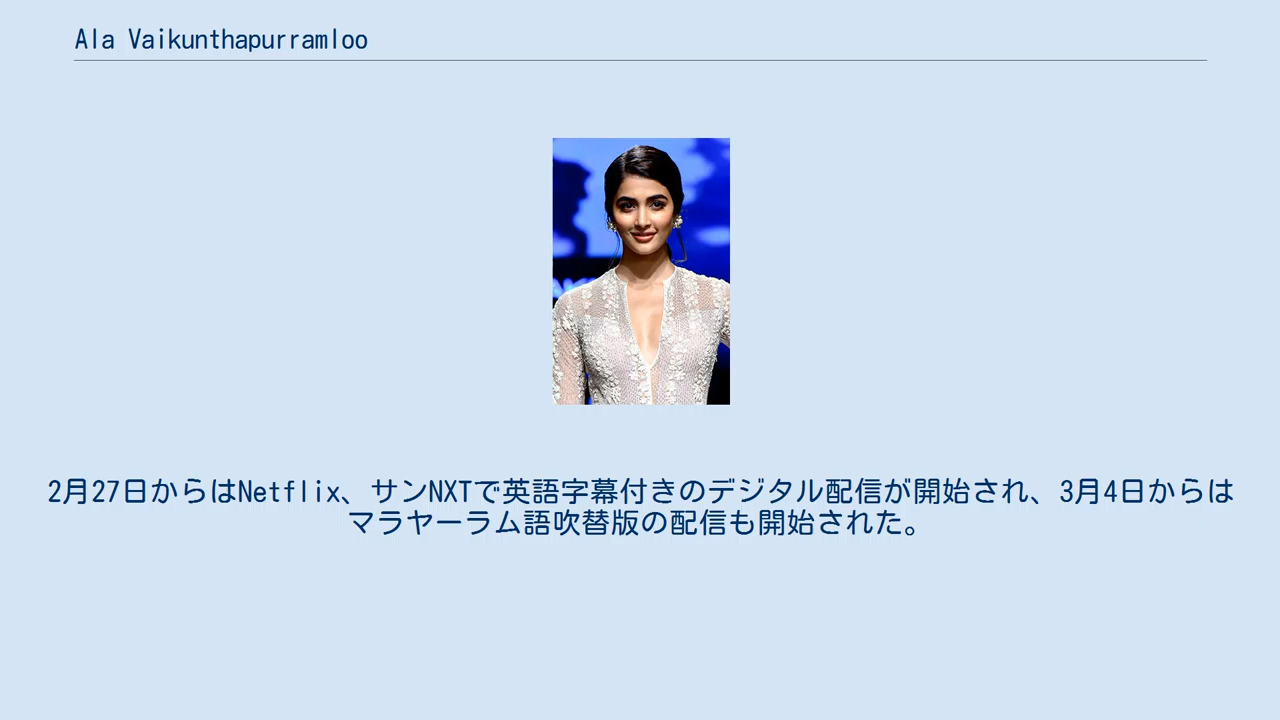 Ala Vaikunthapurramloo
2月27日からはNetflix、サンNXTで英語字幕付きのデジタル配信が開始され、3月4日からは
マラヤーラム語吹替版の配信も開始された。